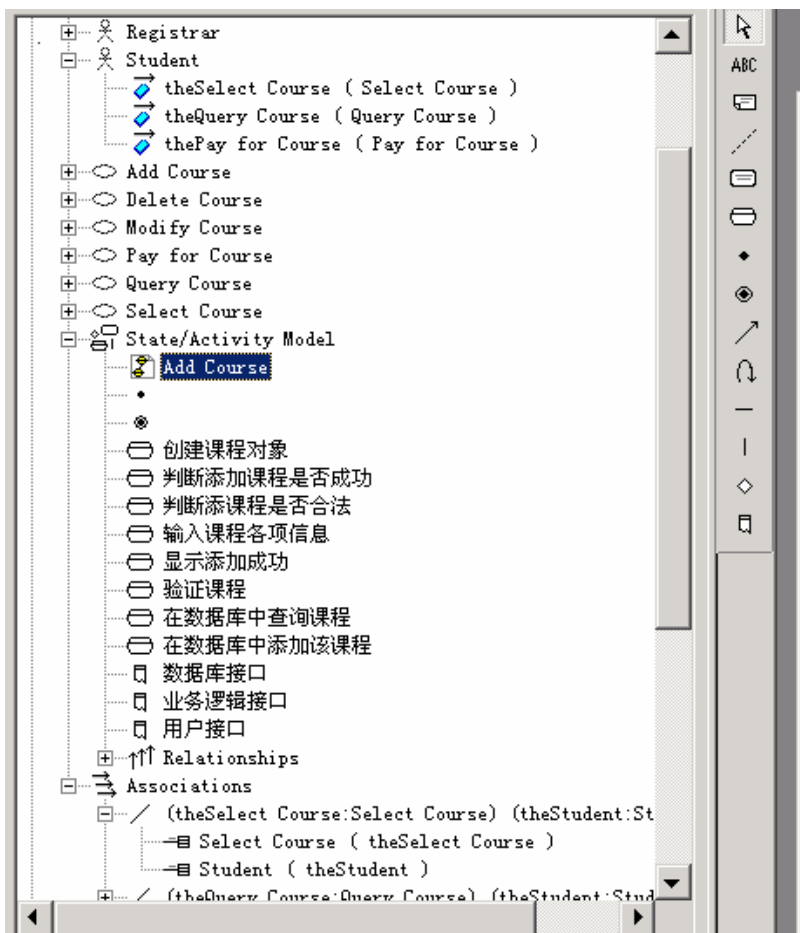 Registrar
Student
theSelect Course ( Select Course )
theQuery Course ( Query Course )
thePay for Course ( Pay for Course )
Add Course
Delete Course
Modify Course
Pay for Course
Query Course
Select Course
State/Activity Model
Add Course
创建课程对象
判断添加课程是否成功
判断添课程是否合法
输入课程各项信息
显示添加成功
验证课程
在数据库中查询课程
在数据库中添加该课程
数据库接口
业务逻辑接口
用户接口
Relationships
Associations
(theSelect Course:Select Course) (theStudent:St
Select Course ( theSelect Course )
Student ( theStudent )
(theQuery Course:Query Course) (theStudent:Stud
ABC